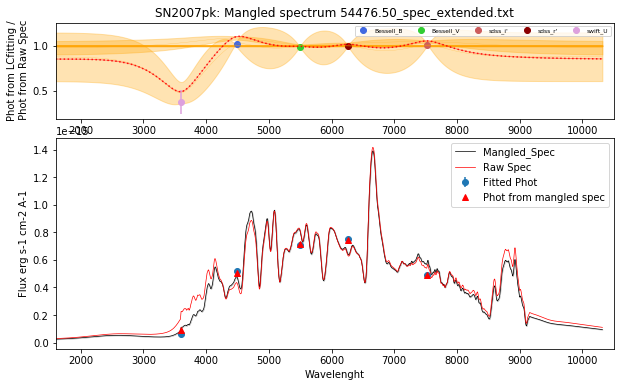 SN2007pk: Mangled spectrum 54476.50_spec_extended.txt
Phot from LCfitting /
Phot from Raw Spec
1.0
0.5
Bessell_B
Bessell_V
sdss_i'
sdss_r'
swift_U
2000 3000 4000 5000 6000 7000 8000 9000 10000
Flux erg s-1 cm-2 A-1
1.4
1.2
1.0
0.8
0.6
0.4
0.2
0.0
Mangled_Spec
Raw Spec
Fitted Phot
Phot from mangled spec
2000 3000 4000 5000 6000 7000 8000 9000 10000
Wavelenght